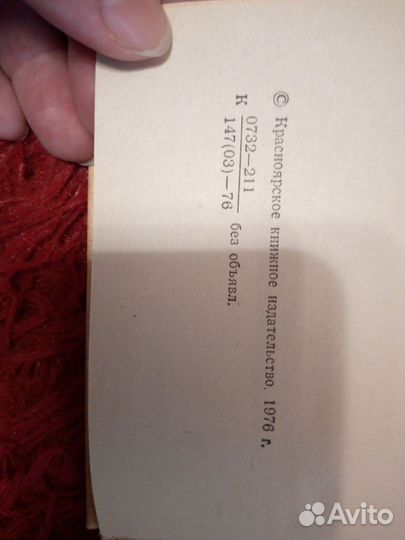 К 0732—211
147(03)—76 без объявл.
© Красноярское книжное издательство, 1976 г.
Avito